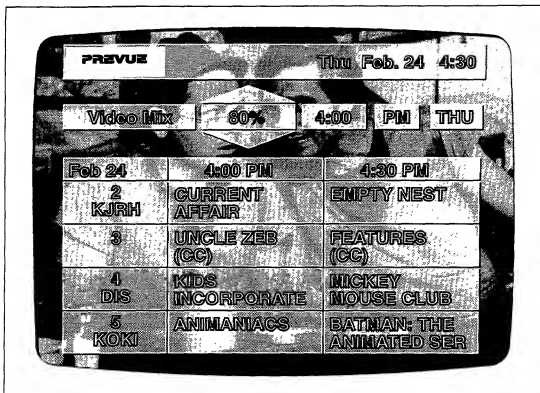 PREVUE Thu Feb. 24 4:30
Video Mix 60% 4:00 PM THU
Feb 24 4:00 PM 4:30 PM
2 KJRH CURRENT AFFAIR EMPTY NEST
3 UNCLE ZEB (CC) FEATURES (CC)
4 DIS KIDS INCORPORATE MICKEY MOUSE CLUB
5 KOKI ANIMANIACS BATMAN: THE ANIMATED SER